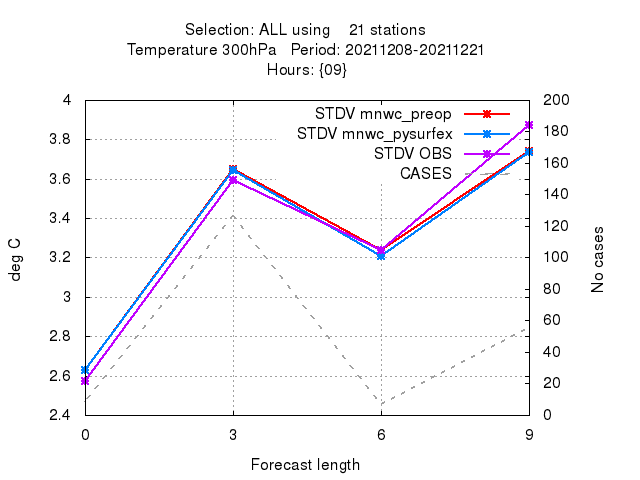 Selection: ALL using    21 stations
Temperature 300hPa   Period: 20211208-20211221
Hours: {09}
4
3.8
3.6
3.4
3.2
3
2.8
2.6
2.4
deg C
STDV mnwc_preop
STDV mnwc_pysurfex
STDV OBS
CASES
200
180
160
140
120
100
80
60
40
20
0
No cases
0 3 6 9
Forecast length